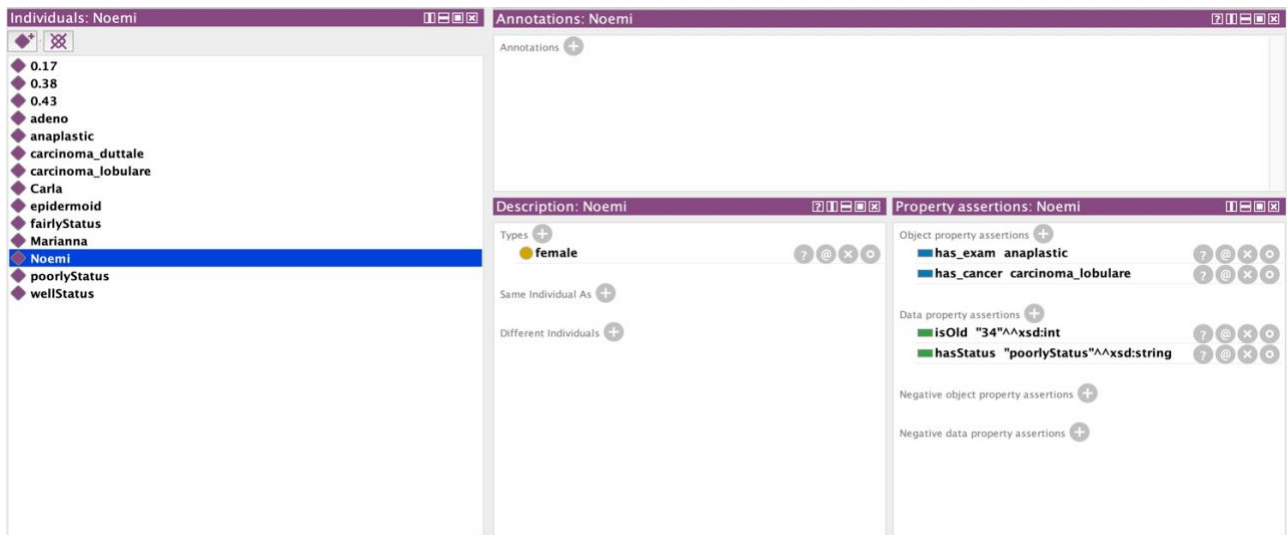 Individuals: Noemi
0.17
0.38
0.43
adeno
anaplastic
carcinoma_duttale
carcinoma_lobulare
Carla
epidermoid
fairlyStatus
Marianna
Noemi
poorlyStatus
wellStatus
Annotations: Noemi
Annotations
Description: Noemi
Types
female
Same Individual As
Different Individuals
Property assertions: Noemi
Object property assertions
has_exam anaplastic
has_cancer carcinoma_lobulare
Data property assertions
isOld "34"^^xsd:int
hasStatus "poorlyStatus"^^xsd:string
Negative object property assertions
Negative data property assertions